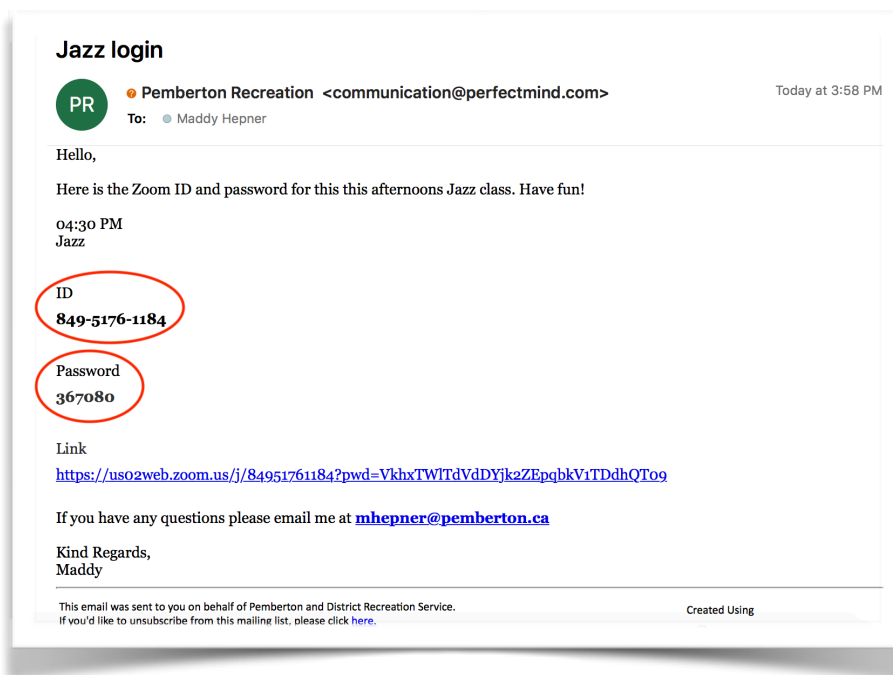 Jazz login
PR
Pemberton Recreation <communication@perfectmind.com>
Today at 3:58 PM
To: Maddy Hepner
Hello,
Here is the Zoom ID and password for this this afternoons Jazz class. Have fun!
04:30 PM
Jazz
ID
849-5176-1184
Password
367080
Link
https://us02web.zoom.us/j/84951761184?pwd=VkhxTWlTdVdDYjk2ZEpqbkV1TDdhQT09
If you have any questions please email me at mhepner@pemberton.ca
Kind Regards,
Maddy
This email was sent to you on behalf of Pemberton and District Recreation Service.
Created Using
If you'd like to unsubscribe from this mailing list, please click here.